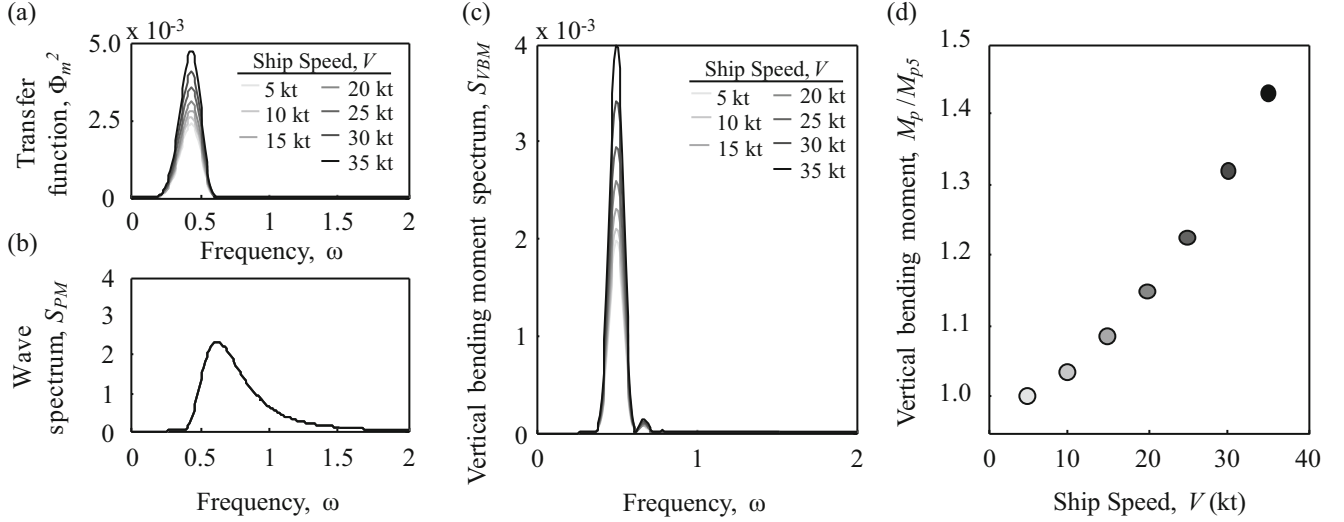 (a)
x 10⁻³
5.0
2.5
0
Transfer
function, Φₘ²
Ship Speed, V
5 kt
20 kt
10 kt
25 kt
15 kt
30 kt
35 kt
0 0.5 1 1.5 2
Frequency, ω
(b)
4
3
2
1
0
Wave
spectrum, S_PM
0 0.5 1 1.5 2
Frequency, ω
(c)
x 10⁻³
4
3
2
1
0
Vertical bending moment spectrum, S_VBM
Ship Speed, V
5 kt
20 kt
10 kt
25 kt
15 kt
30 kt
35 kt
0 1 2
Frequency, ω
(d)
1.5
1.4
1.3
1.2
1.1
1.0
Vertical bending moment, M_p/M_p5
0 10 20 30 40
Ship Speed, V (kt)